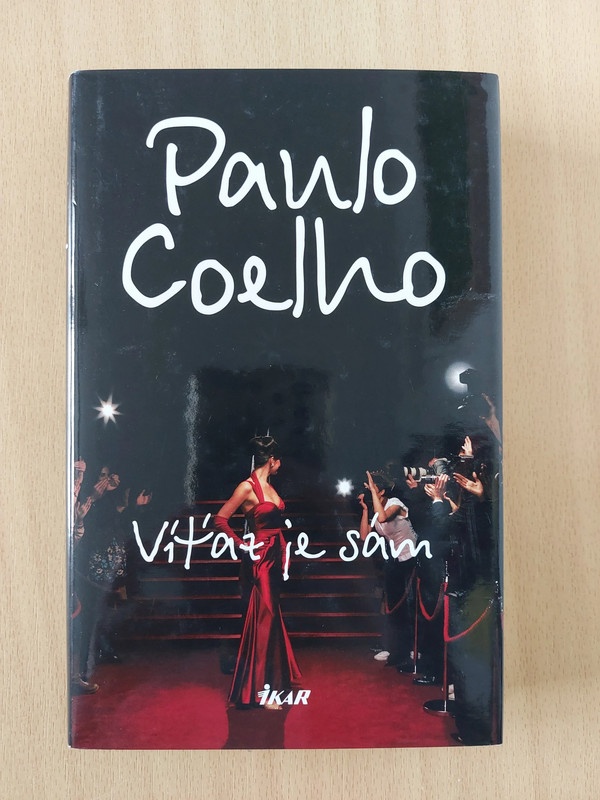 Paulo
Coelho
Víťaz je sám
IKAR